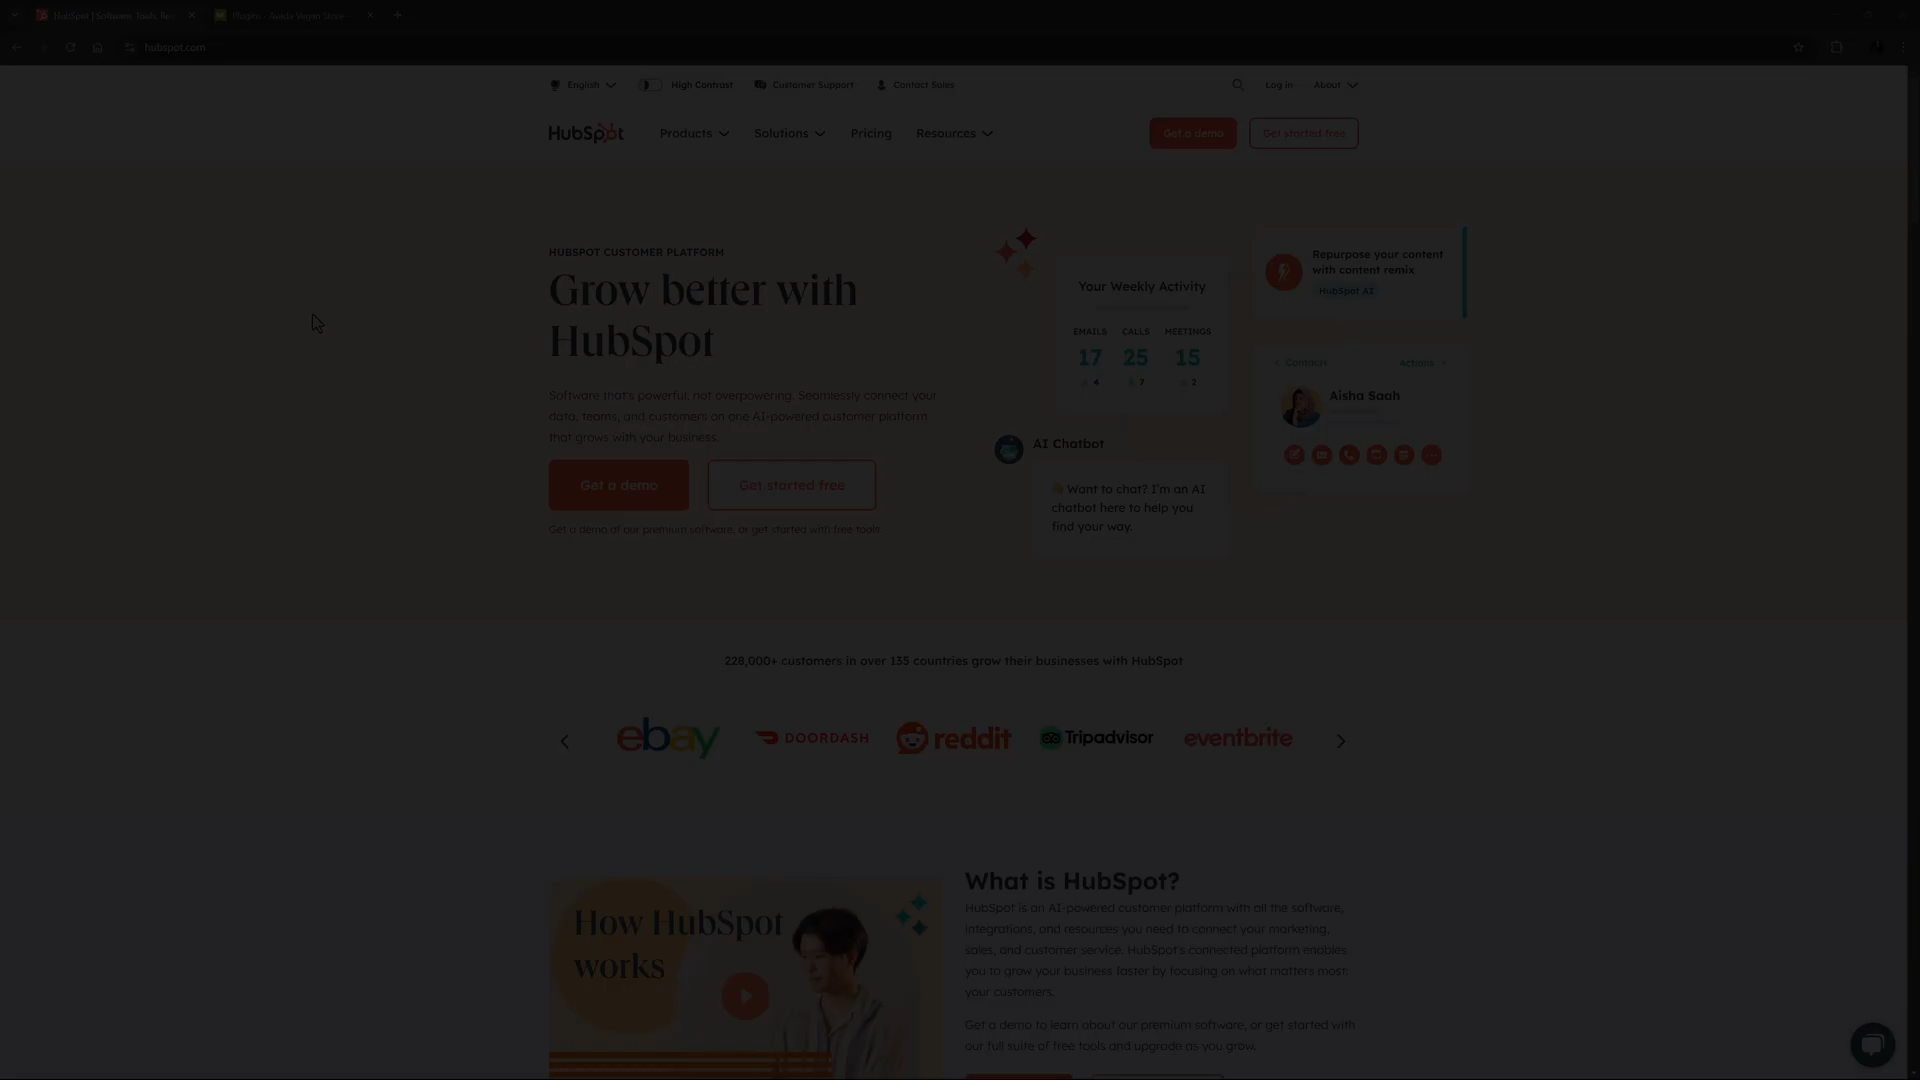 HubSpot | Software, Tools, Res
Plugins - Avada Vegan Store -
hubspot.com
English
High Contrast
Customer Support
Contact Sales
Log in
About
HubSpot
Products
Solutions
Pricing
Resources
Get a demo
Get started free
HUBSPOT CUSTOMER PLATFORM
Grow better with
HubSpot
Software that's powerful, not overpowering. Seamlessly connect your
data, teams, and customers on one AI-powered customer platform
that grows with your business.
Get a demo
Get started free
Get a demo of our premium software, or get started with free tools.
Your Weekly Activity
EMAILS CALLS MEETINGS
17 25 15
4 7 2
Repurpose your content
with content remix
HubSpot AI
Contacts
Actions
Aisha Saah
AI Chatbot
Want to chat? I'm an AI
chatbot here to help you
find your way.
228,000+ customers in over 135 countries grow their businesses with HubSpot
ebay
DOORDASH
reddit
Tripadvisor
eventbrite
How HubSpot
works
What is HubSpot?
HubSpot is an AI-powered customer platform with all the software,
integrations, and resources you need to connect your marketing,
sales, and customer service. HubSpot's connected platform enables
you to grow your business faster by focusing on what matters most:
your customers.
Get a demo to learn about our premium software, or get started with
our full suite of free tools and upgrade as you grow.